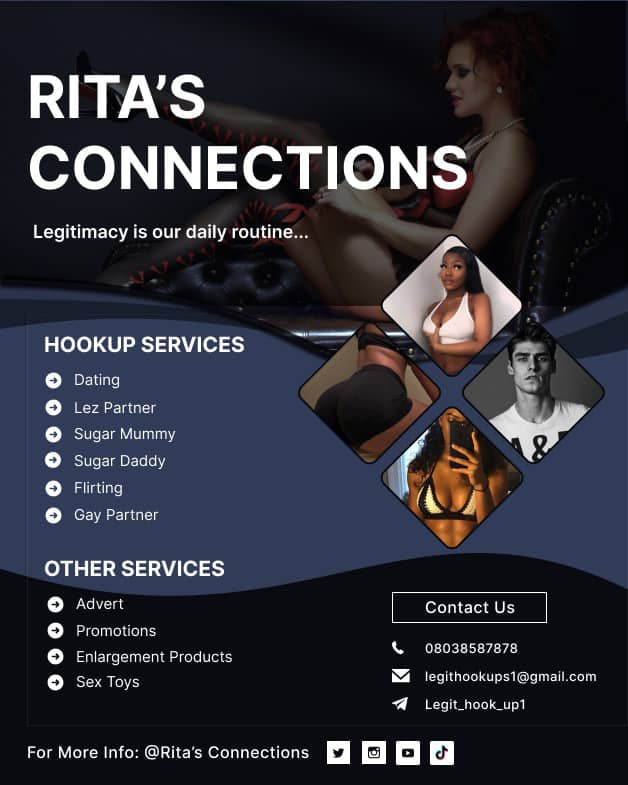 RITA'S
CONNECTIONS
Legitimacy is our daily routine...
HOOKUP SERVICES
Dating
Lez Partner
Sugar Mummy
Sugar Daddy
Flirting
Gay Partner
OTHER SERVICES
Advert
Promotions
Enlargement Products
Sex Toys
A & F
Contact Us
08038587878
legithookups1@gmail.com
Legit_hook_up1
For More Info: @Rita's Connections